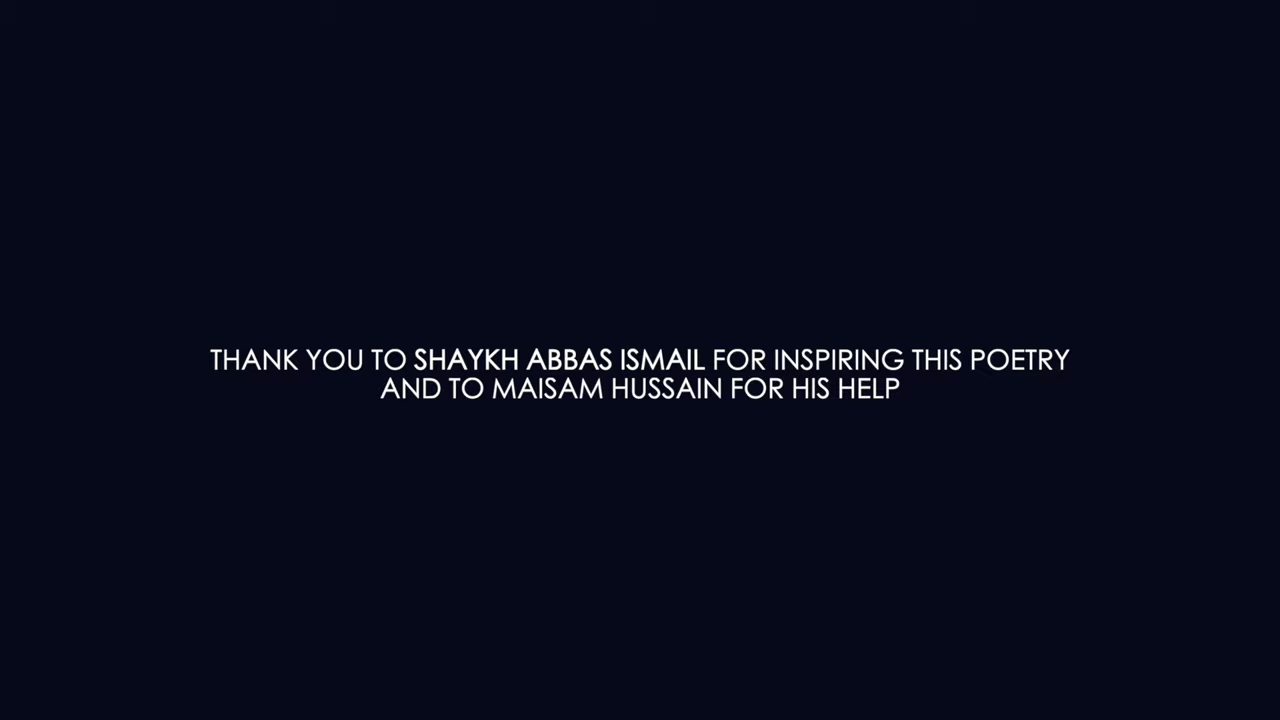 THANK YOU TO SHAYKH ABBAS ISMAIL FOR INSPIRING THIS POETRY
AND TO MAISAM HUSSAIN FOR HIS HELP